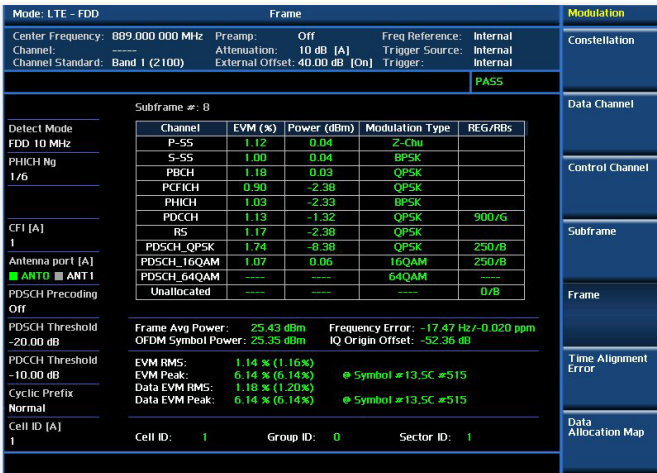 Mode: LTE - FDD Frame Modulation
Center Frequency: 889.000 000 MHz Preamp: Off Freq Reference: Internal
Channel: ----- Attenuation: 10 dB [A] Trigger Source: Internal
Channel Standard: Band 1 (2100) External Offset: 40.00 dB [On] Trigger: Internal
PASS
Constellation
Data Channel
Control Channel
Subframe
Frame
Time Alignment
Error
Data
Allocation Map
Detect Mode
FDD 10 MHz
PHICH Ng
1/6
CFI [A]
1
Antenna port [A]
ANT0 ANT1
PDSCH Precoding
Off
PDSCH Threshold
-20.00 dB
PDCCH Threshold
-10.00 dB
Cyclic Prefix
Normal
Cell ID [A]
1
Subframe #: 8
Channel EVM (%) Power (dBm) Modulation Type REG/RBs
P-SS 1.12 0.04 Z-Chu
S-SS 1.00 0.04 BPSK
PBCH 1.18 0.03 QPSK
PCFICH 0.90 -2.38 QPSK
PHICH 1.03 -2.33 BPSK
PDCCH 1.13 -1.32 QPSK 900/G
RS 1.17 -2.38 QPSK
PDSCH_QPSK 1.74 -8.38 QPSK 250/B
PDSCH_16QAM 1.07 0.06 16QAM 250/B
PDSCH_64QAM ---- ---- 64QAM ----
Unallocated ---- ---- ---- 0/B
Frame Avg Power: 25.43 dBm Frequency Error: -17.47 Hz/-0.020 ppm
OFDM Symbol Power: 25.35 dBm IQ Origin Offset: -52.36 dB
EVM RMS: 1.14 % (1.16%)
EVM Peak: 6.14 % (6.14%) @ Symbol #13,SC #515
Data EVM RMS: 1.18 % (1.20%)
Data EVM Peak: 6.14 % (6.14%) @ Symbol #13,SC #515
Cell ID: 1 Group ID: 0 Sector ID: 1